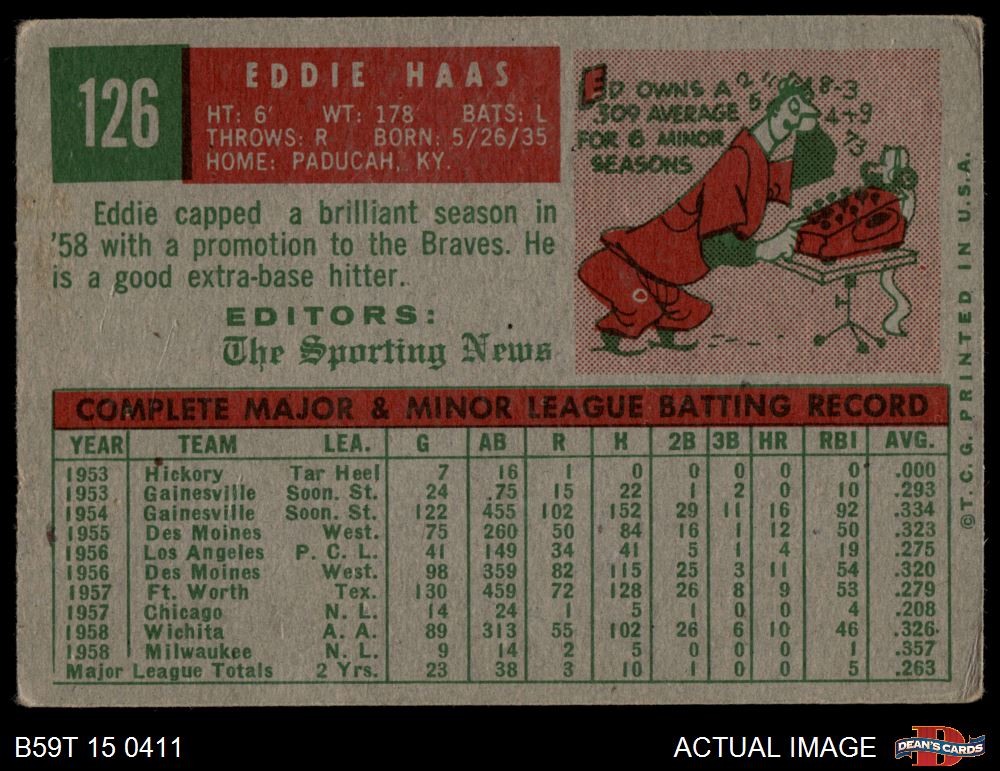 126
EDDIE HAAS
HT: 6' WT: 178 BATS: L
THROWS: R BORN: 5/26/35
HOME: PADUCAH, KY.
Eddie capped a brilliant season in
'58 with a promotion to the Braves. He
is a good extra-base hitter.
EDITORS:
The Sporting News
ED OWNS A
.309 AVERAGE
FOR 6 MINOR
SEASONS
COMPLETE MAJOR & MINOR LEAGUE BATTING RECORD
YEAR TEAM LEA. G AB R H 2B 3B HR RBI AVG.
1953 Hickory Tar Heel 7 16 1 0 0 0 0 0 .000
1953 Gainesville Soon. St. 24 75 15 22 1 2 0 10 .293
1954 Gainesville Soon. St. 122 455 102 152 29 11 16 92 .334
1955 Des Moines West. 75 260 50 84 16 1 12 50 .323
1956 Los Angeles P. C. L. 41 149 34 41 5 1 4 19 .275
1956 Des Moines West. 98 359 82 115 25 3 11 54 .320
1957 Ft. Worth Tex. 130 459 72 128 26 8 9 53 .279
1957 Chicago N. L. 14 24 1 5 1 0 0 4 .208
1958 Wichita A. A. 89 313 55 102 26 6 10 46 .326
1958 Milwaukee N. L. 9 14 2 5 0 0 0 1 .357
Major League Totals 2 Yrs. 23 38 3 10 1 0 0 5 .263
© T. C. G. PRINTED IN U.S.A.
B59T 15 0411
ACTUAL IMAGE
DEAN'S CARDS